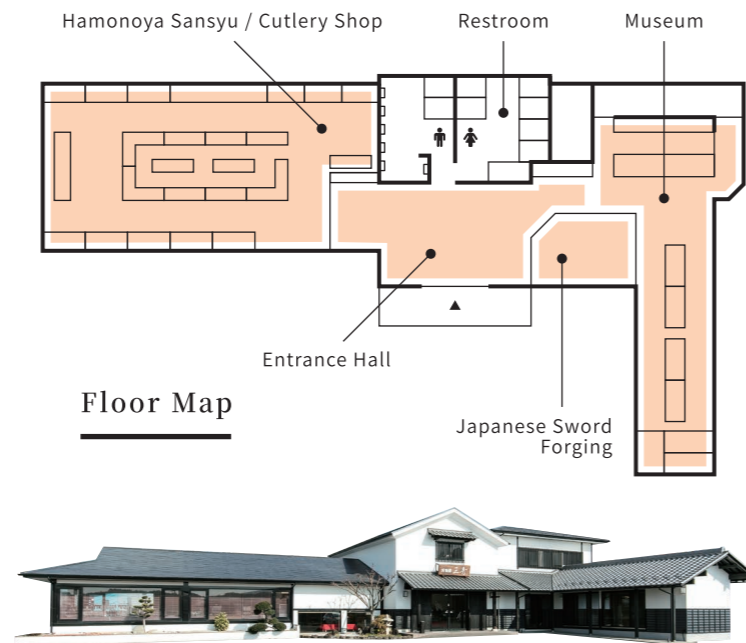 Hamonoya Sansyu / Cutlery Shop
Restroom
Museum
Entrance Hall
Floor Map
Japanese Sword
Forging